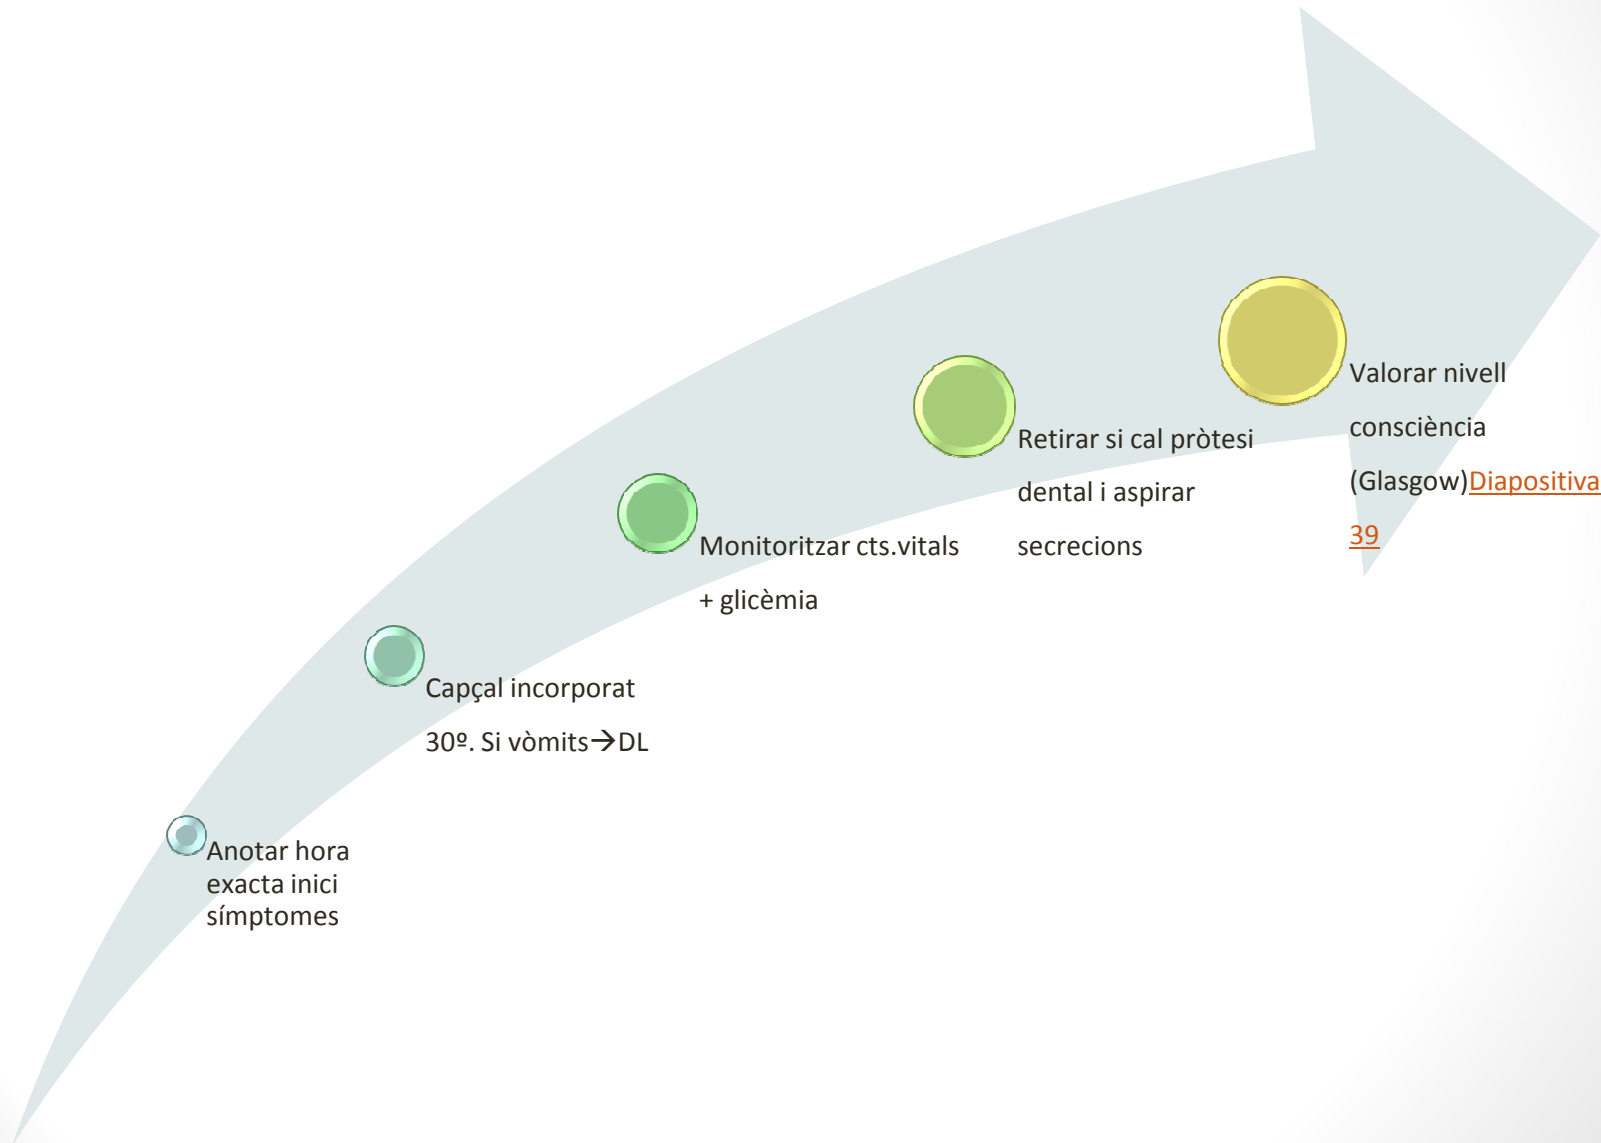 Anotar hora
exacta inici
símptomes
Capçal incorporat
30º. Si vòmits→DL
Monitoritzar cts.vitals
+ glicèmia
Retirar si cal pròtesi
dental i aspirar
secrecions
Valorar nivell
consciència
(Glasgow)Diapositiva
39